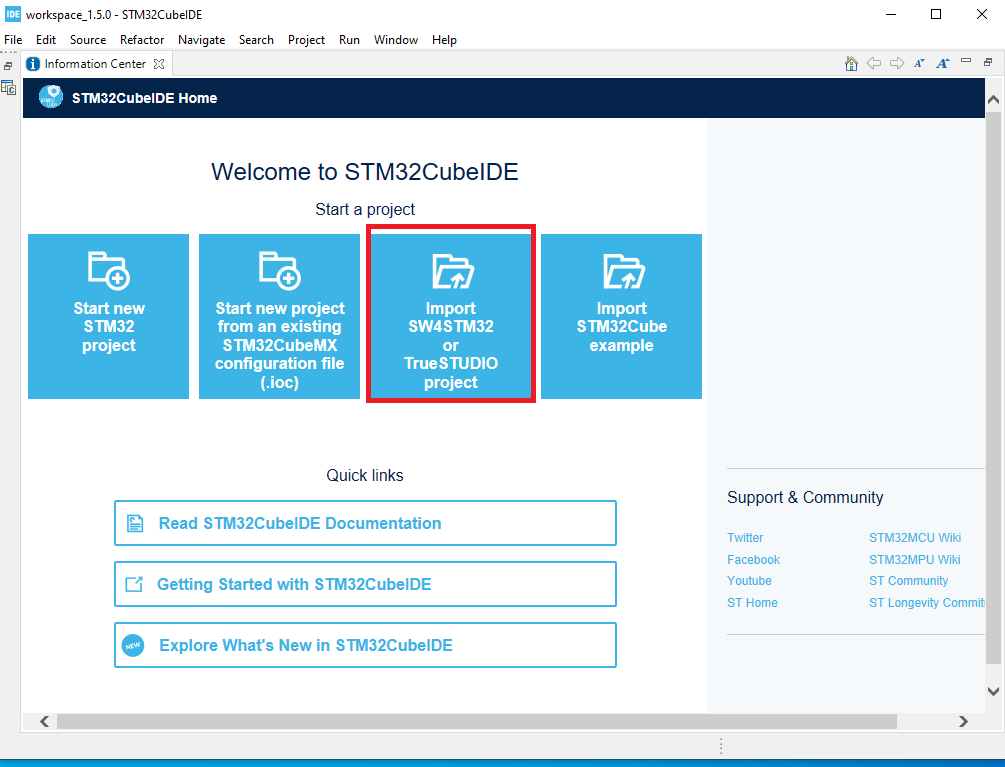 IDE workspace_1.5.0 - STM32CubeIDE
File Edit Source Refactor Navigate Search Project Run Window Help
Information Center
STM32CubeIDE Home
Welcome to STM32CubeIDE
Start a project
Start new
STM32
project
Start new project
from an existing
STM32CubeMX
configuration file
(.ioc)
Import
SW4STM32
or
TrueSTUDIO
project
Import
STM32Cube
example
Quick links
Read STM32CubeIDE Documentation
Getting Started with STM32CubeIDE
NEW Explore What's New in STM32CubeIDE
Support & Community
Twitter STM32MCU Wiki
Facebook STM32MPU Wiki
Youtube ST Community
ST Home ST Longevity Commit